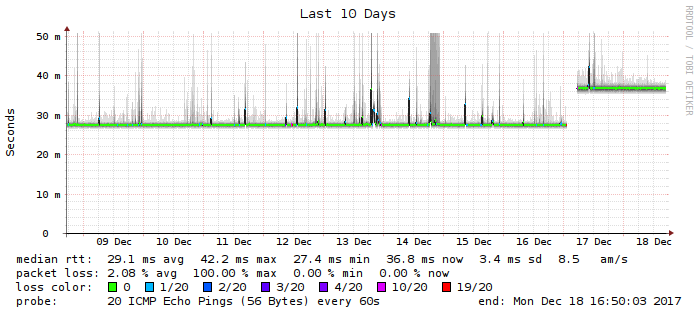 Last 10 Days
RRDTOOL / TOBI OETIKER
Seconds
50 m
40 m
30 m
20 m
10 m
0
09 Dec 10 Dec 11 Dec 12 Dec 13 Dec 14 Dec 15 Dec 16 Dec 17 Dec 18 Dec
median rtt: 29.1 ms avg 42.2 ms max 27.4 ms min 36.8 ms now 3.4 ms sd 8.5 am/s
packet loss: 2.08 % avg 100.00 % max 0.00 % min 0.00 % now
loss color: 0 1/20 2/20 3/20 4/20 10/20 19/20
probe: 20 ICMP Echo Pings (56 Bytes) every 60s end: Mon Dec 18 16:50:03 2017